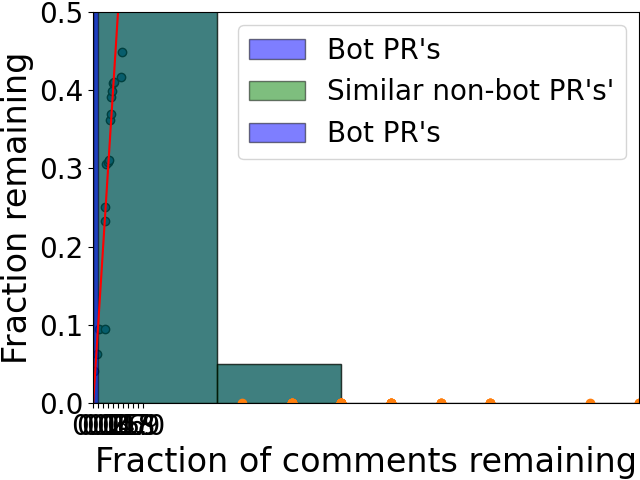 Fraction remaining
0.5
0.4
0.3
0.2
0.1
0.0
Bot PR's
Similar non-bot PR's'
Bot PR's
Fraction of comments remaining